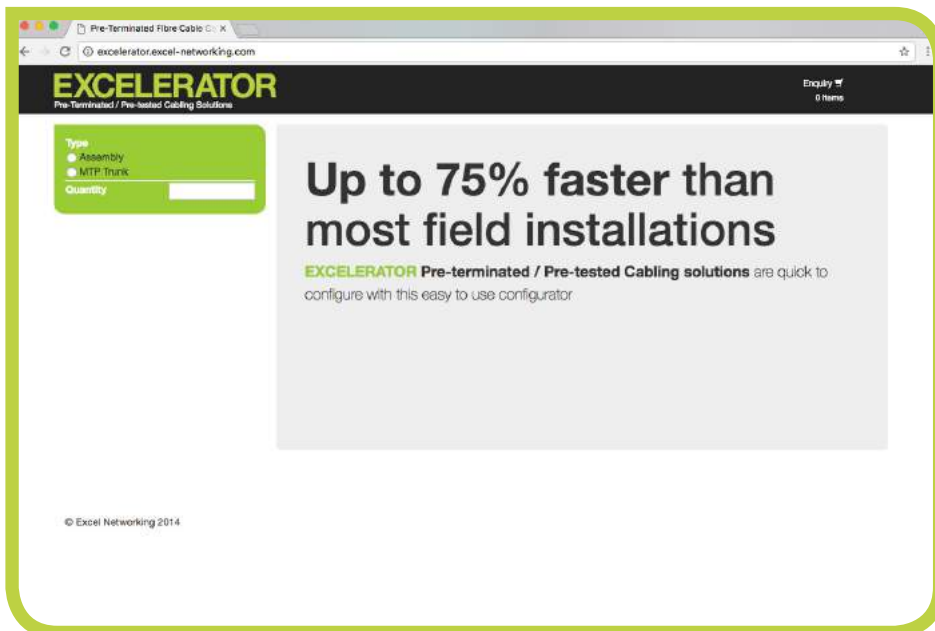 Pre-Terminated Fibre Cable C
excelerator.excel-networking.com
EXCELERATOR
Pre-Terminated / Pre-tested Cabling Solutions
Enquiry
0 Items
Type
Assembly
MTP Trunk
Quantity
Up to 75% faster than
most field installations
EXCELERATOR Pre-terminated / Pre-tested Cabling solutions are quick to
configure with this easy to use configurator
© Excel Networking 2014